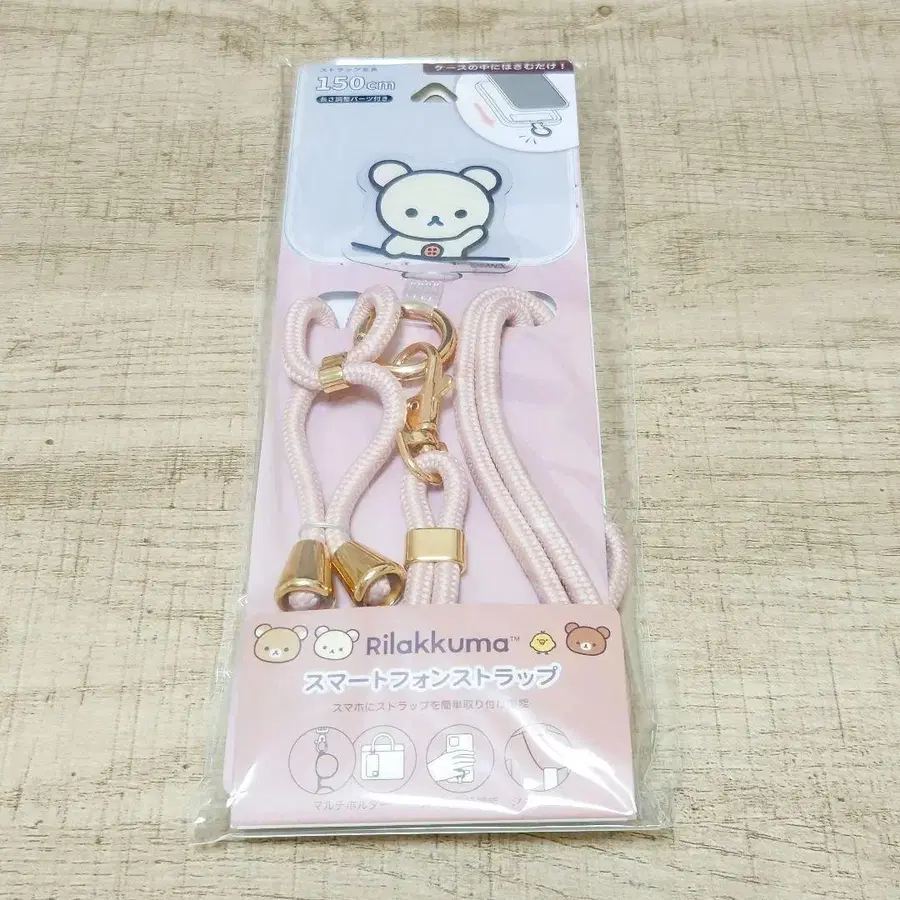 ストラップ全長
150cm
長さ調整パーツ付き
ケースの中にはさむだけ!
Rilakkuma™
スマートフォンストラップ
スマホにストラップを簡単取り付け
マルチホルダー